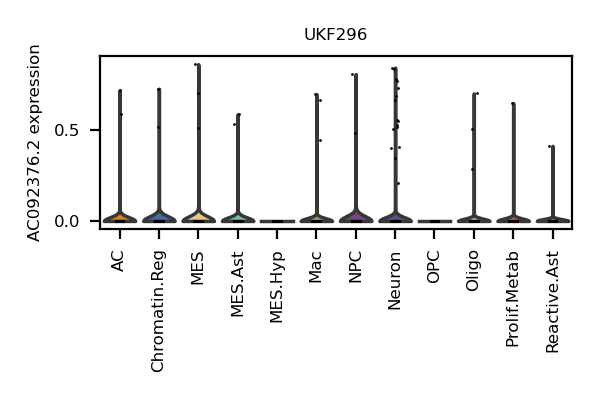 UKF296
AC092376.2 expression
0.5
0.0
AC
Chromatin.Reg
MES
MES.Ast
MES.Hyp
Mac
NPC
Neuron
OPC
Oligo
Prolif.Metab
Reactive.Ast